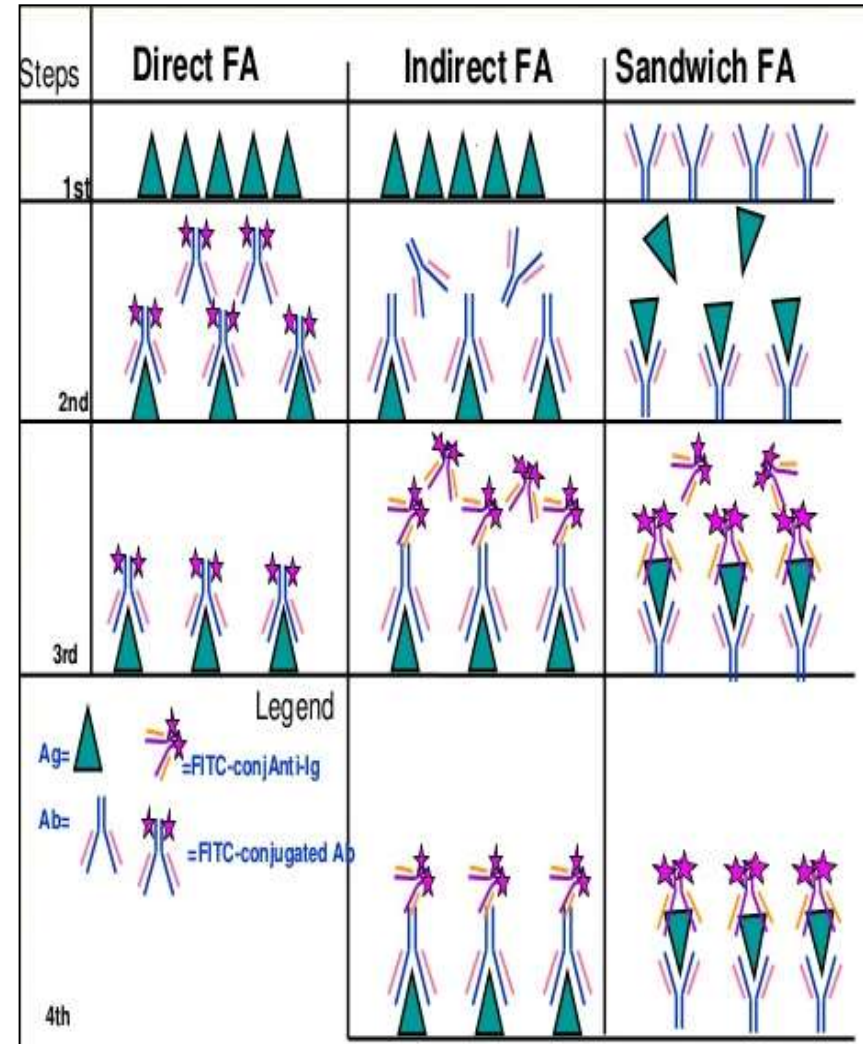 Steps Direct FA Indirect FA Sandwich FA
1st
2nd
3rd
Legend
Ag= =FITC-conjAnti-Ig
Ab= =FITC-conjugated Ab
4th